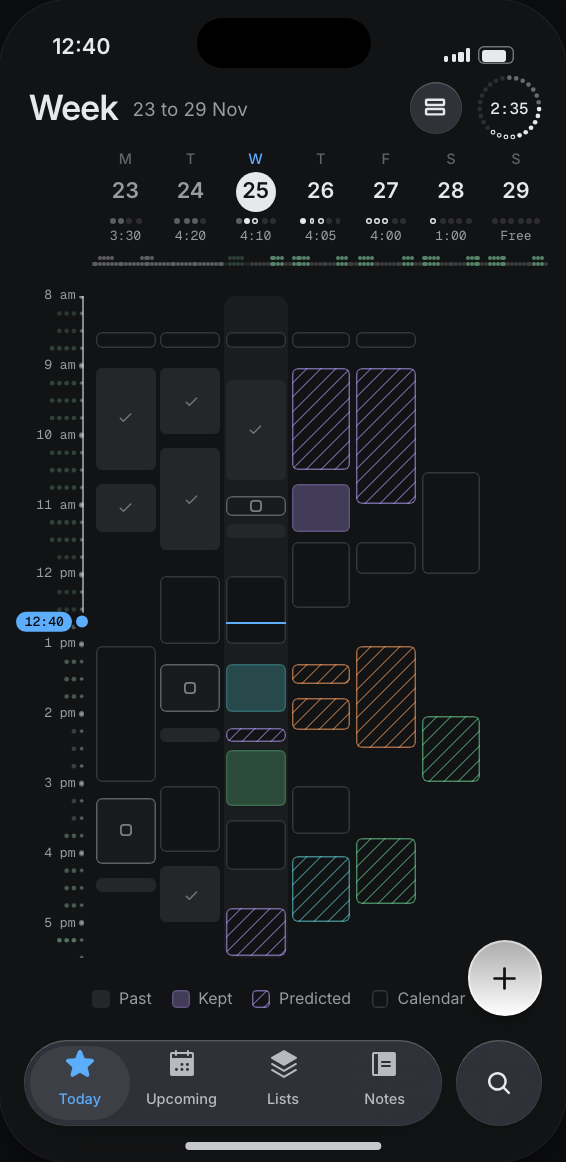 12:40
Week 23 to 29 Nov 2:35
M T W T F S S
23 24 25 26 27 28 29
3:30 4:20 4:10 4:05 4:00 1:00 Free
8 am
9 am
10 am
11 am
12 pm
12:40
1 pm
2 pm
3 pm
4 pm
5 pm
Past Kept Predicted Calendar
Today Upcoming Lists Notes